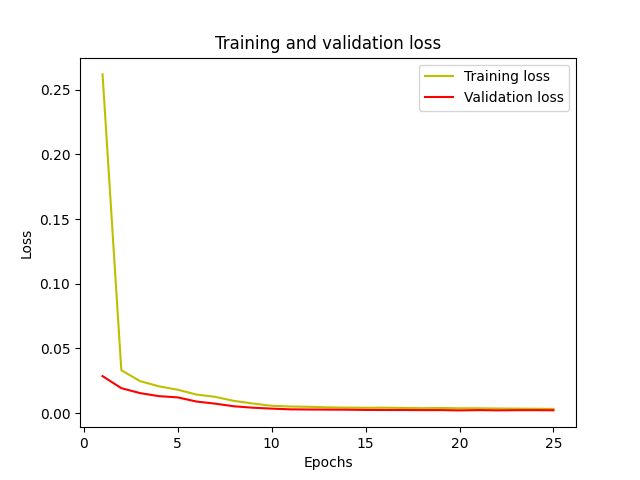 Training and validation loss
Training loss
Validation loss
0.25
0.20
0.15
0.10
0.05
0.00
Loss
0 5 10 15 20 25
Epochs